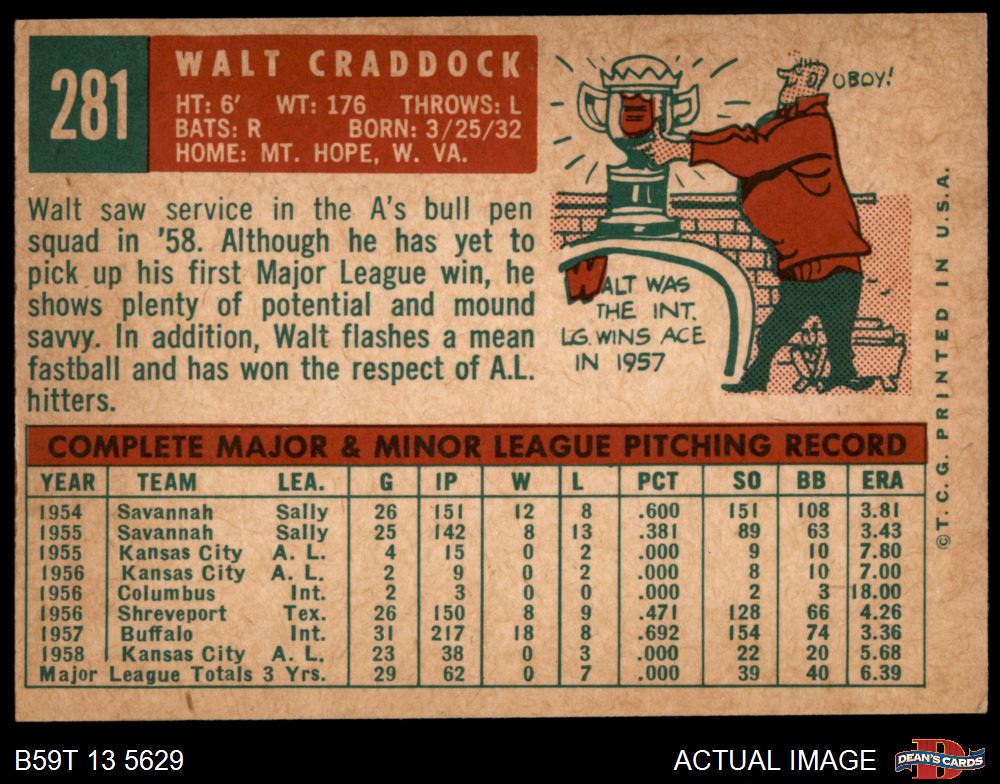 281
WALT CRADDOCK
HT: 6' WT: 176 THROWS: L
BATS: R BORN: 3/25/32
HOME: MT. HOPE, W. VA.
OBOY!
Walt saw service in the A's bull pen
squad in '58. Although he has yet to
pick up his first Major League win, he
shows plenty of potential and mound
savvy. In addition, Walt flashes a mean
fastball and has won the respect of A.L.
hitters.
WALT WAS
THE INT.
LG. WINS ACE
IN 1957
COMPLETE MAJOR & MINOR LEAGUE PITCHING RECORD
YEAR TEAM LEA. G IP W L PCT SO BB ERA
1954 Savannah Sally 26 151 12 8 .600 151 108 3.81
1955 Savannah Sally 25 142 8 13 .381 89 63 3.43
1955 Kansas City A. L. 4 15 0 2 .000 9 10 7.80
1956 Kansas City A. L. 2 9 0 2 .000 8 10 7.00
1956 Columbus Int. 2 3 0 0 .000 2 3 18.00
1956 Shreveport Tex. 26 150 8 9 .471 128 66 4.26
1957 Buffalo Int. 31 217 18 8 .692 154 74 3.36
1958 Kansas City A. L. 23 38 0 3 .000 22 20 5.68
Major League Totals 3 Yrs. 29 62 0 7 .000 39 40 6.39
©T. C. G. PRINTED IN U.S.A.
B59T 13 5629
ACTUAL IMAGE
DEAN'S CARDS